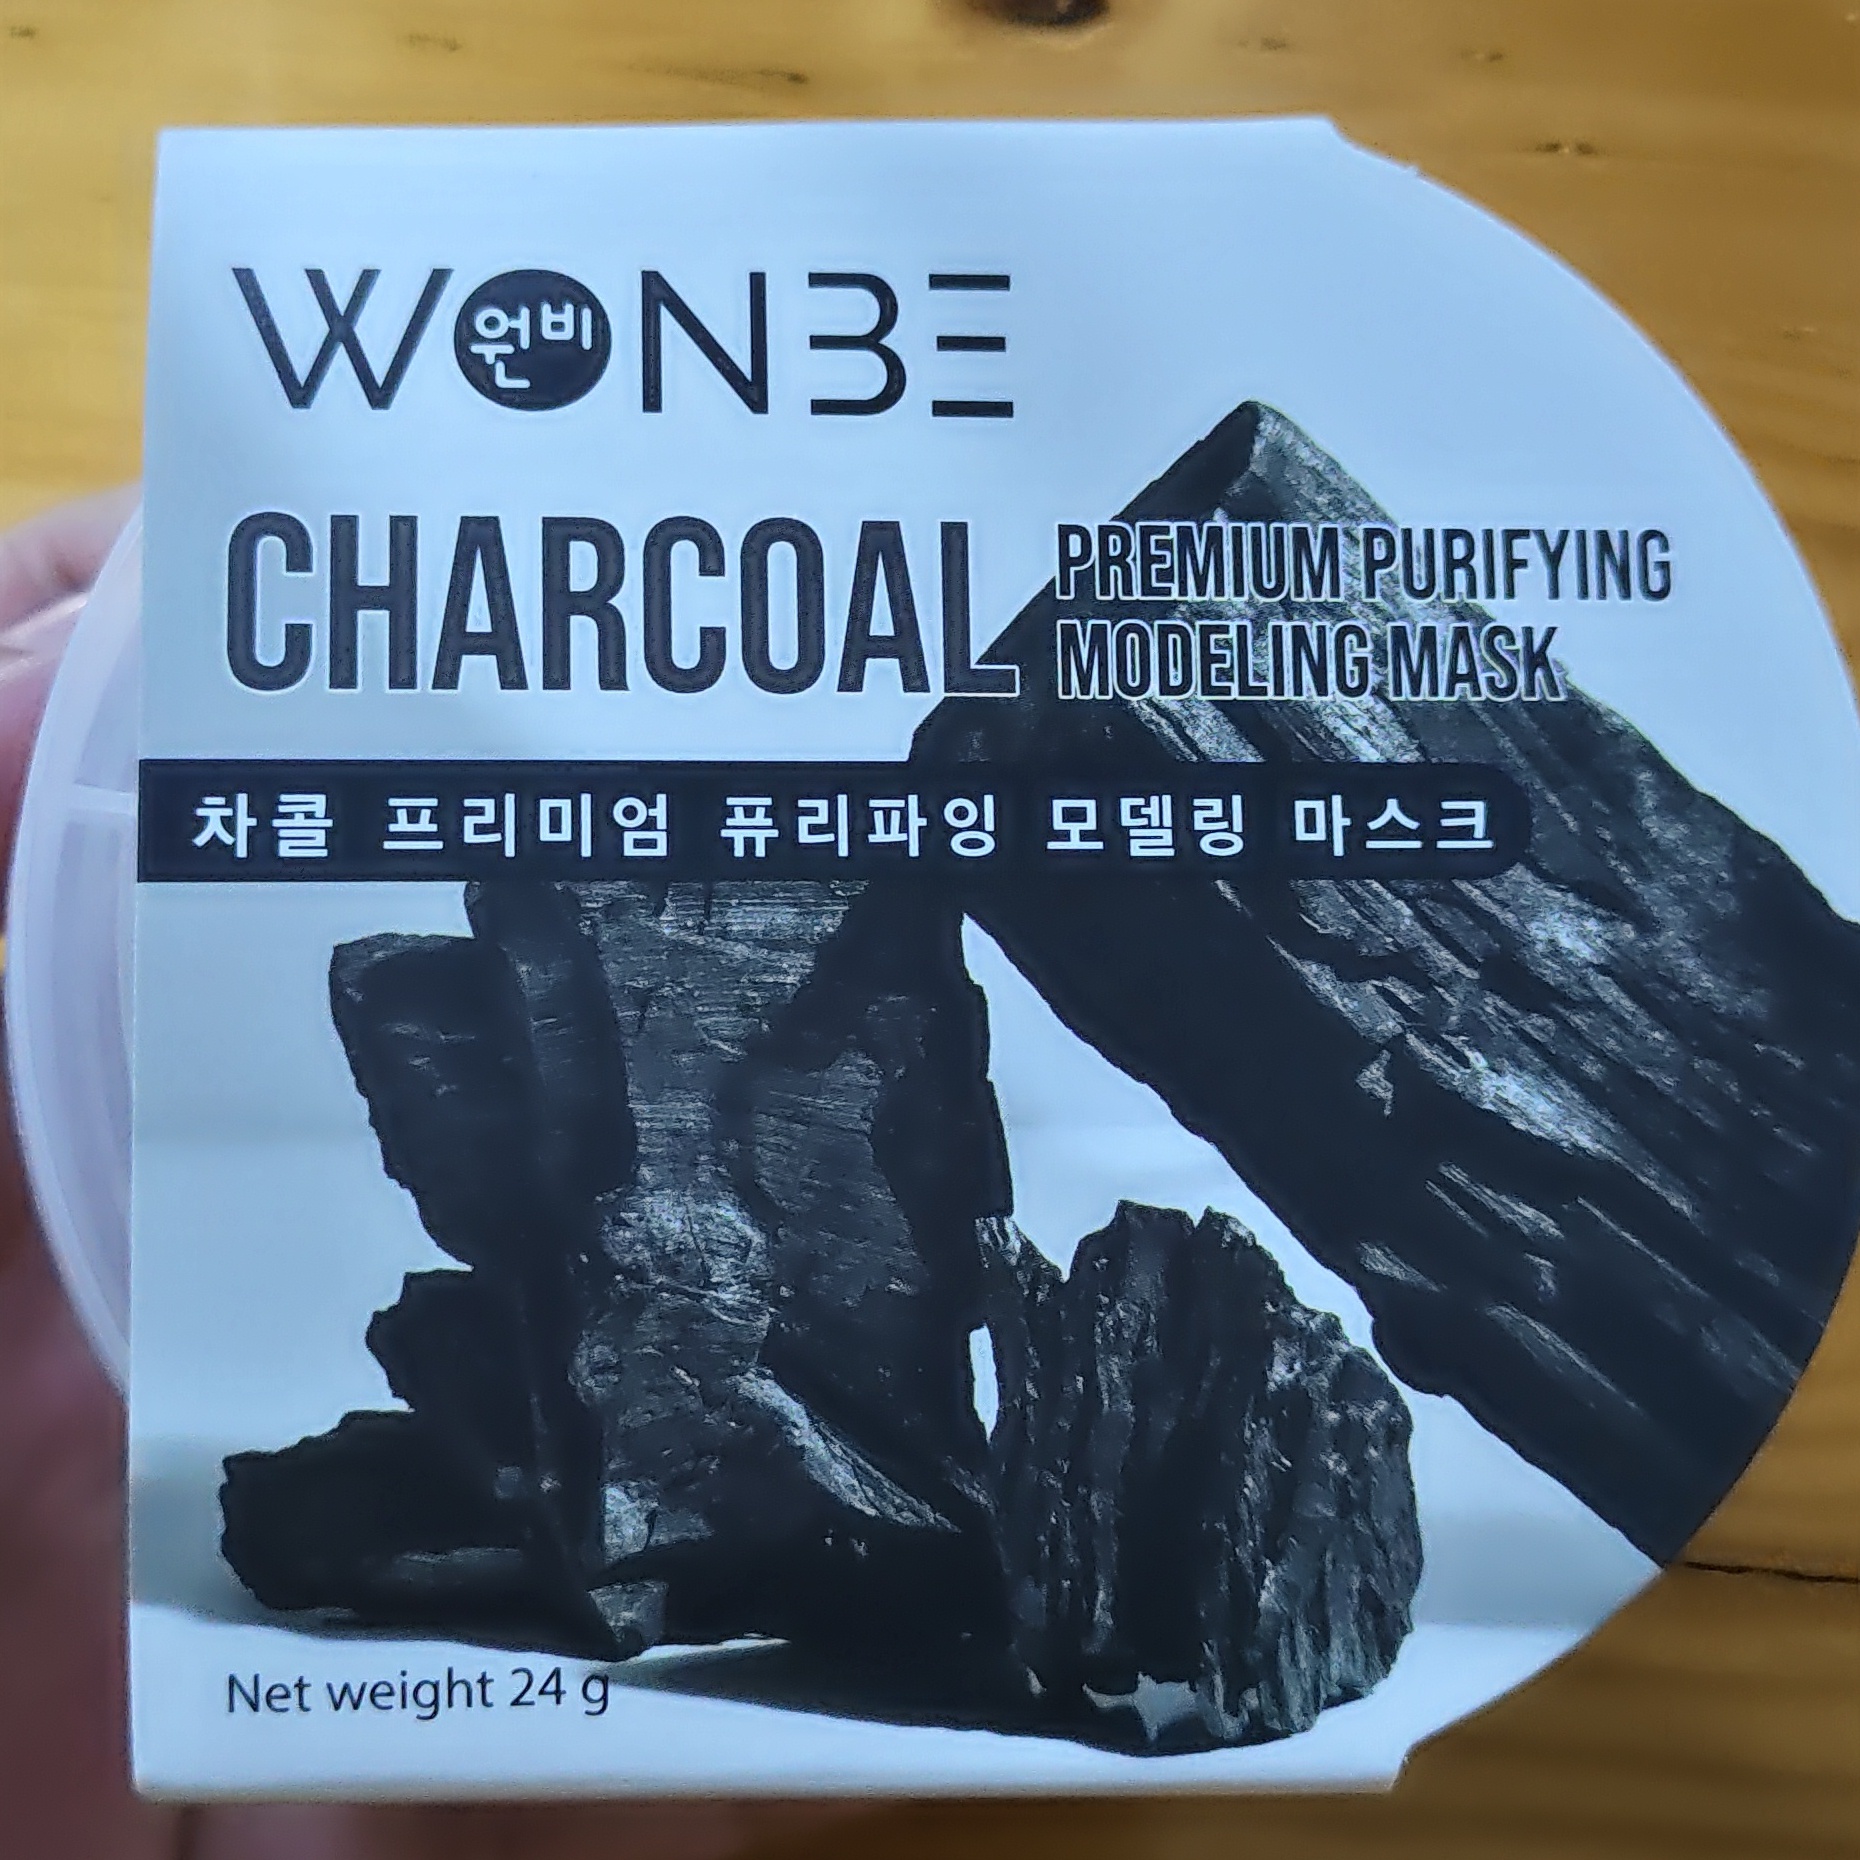 WONBE
원비
CHARCOAL
PREMIUM PURIFYING
MODELING MASK
차콜 프리미엄 퓨리파잉 모델링 마스크
Net weight 24 g